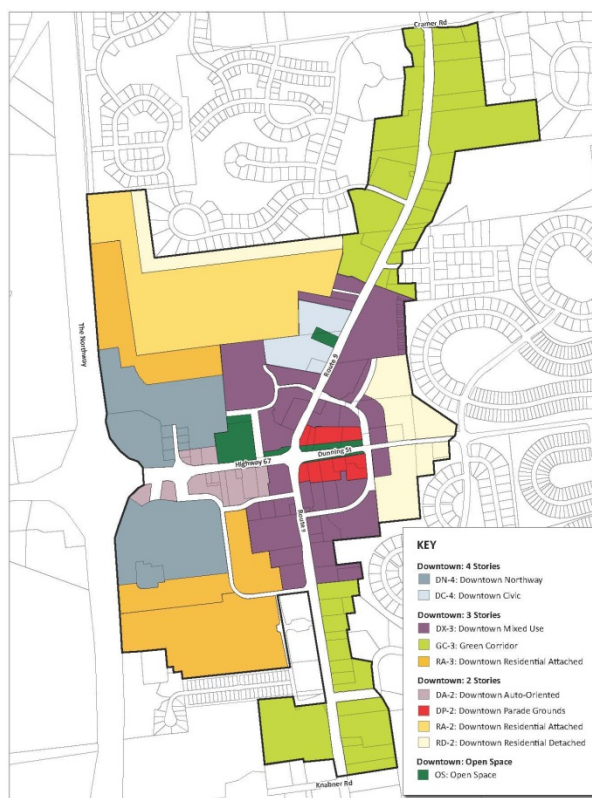 Cramer Rd
The Northway
Route 9
Dunning St
Highway 67
Route 9
KEY
Downtown: 4 Stories
DN-4: Downtown Northway
DC-4: Downtown Civic
Downtown: 3 Stories
DX-3: Downtown Mixed Use
GC-3: Green Corridor
RA-3: Downtown Residential Attached
Downtown: 2 Stories
DA-2: Downtown Auto-Oriented
DP-2: Downtown Parade Grounds
RA-2: Downtown Residential Attached
RD-2: Downtown Residential Detached
Downtown: Open Space
OS: Open Space
Knabner Rd